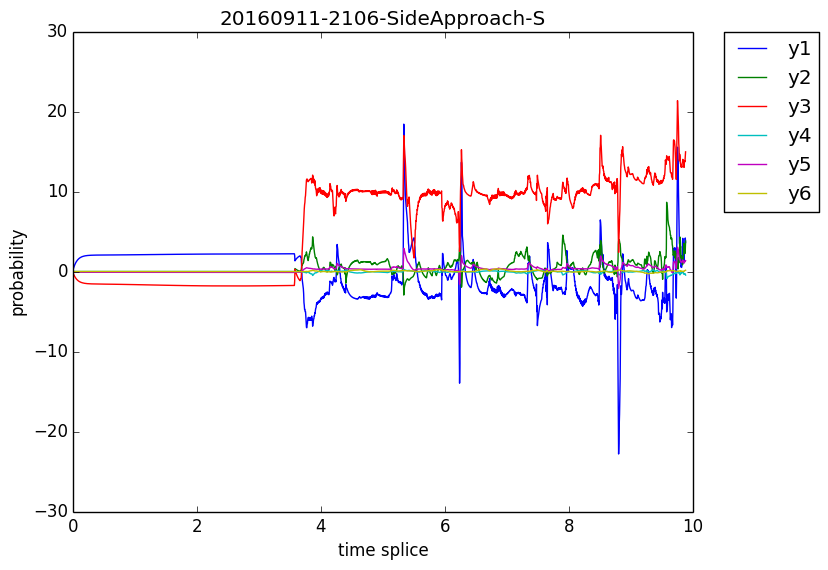 20160911-2106-SideApproach-S
30
20
10
0
−10
−20
−30
probability
0 2 4 6 8 10
time splice
y1
y2
y3
y4
y5
y6